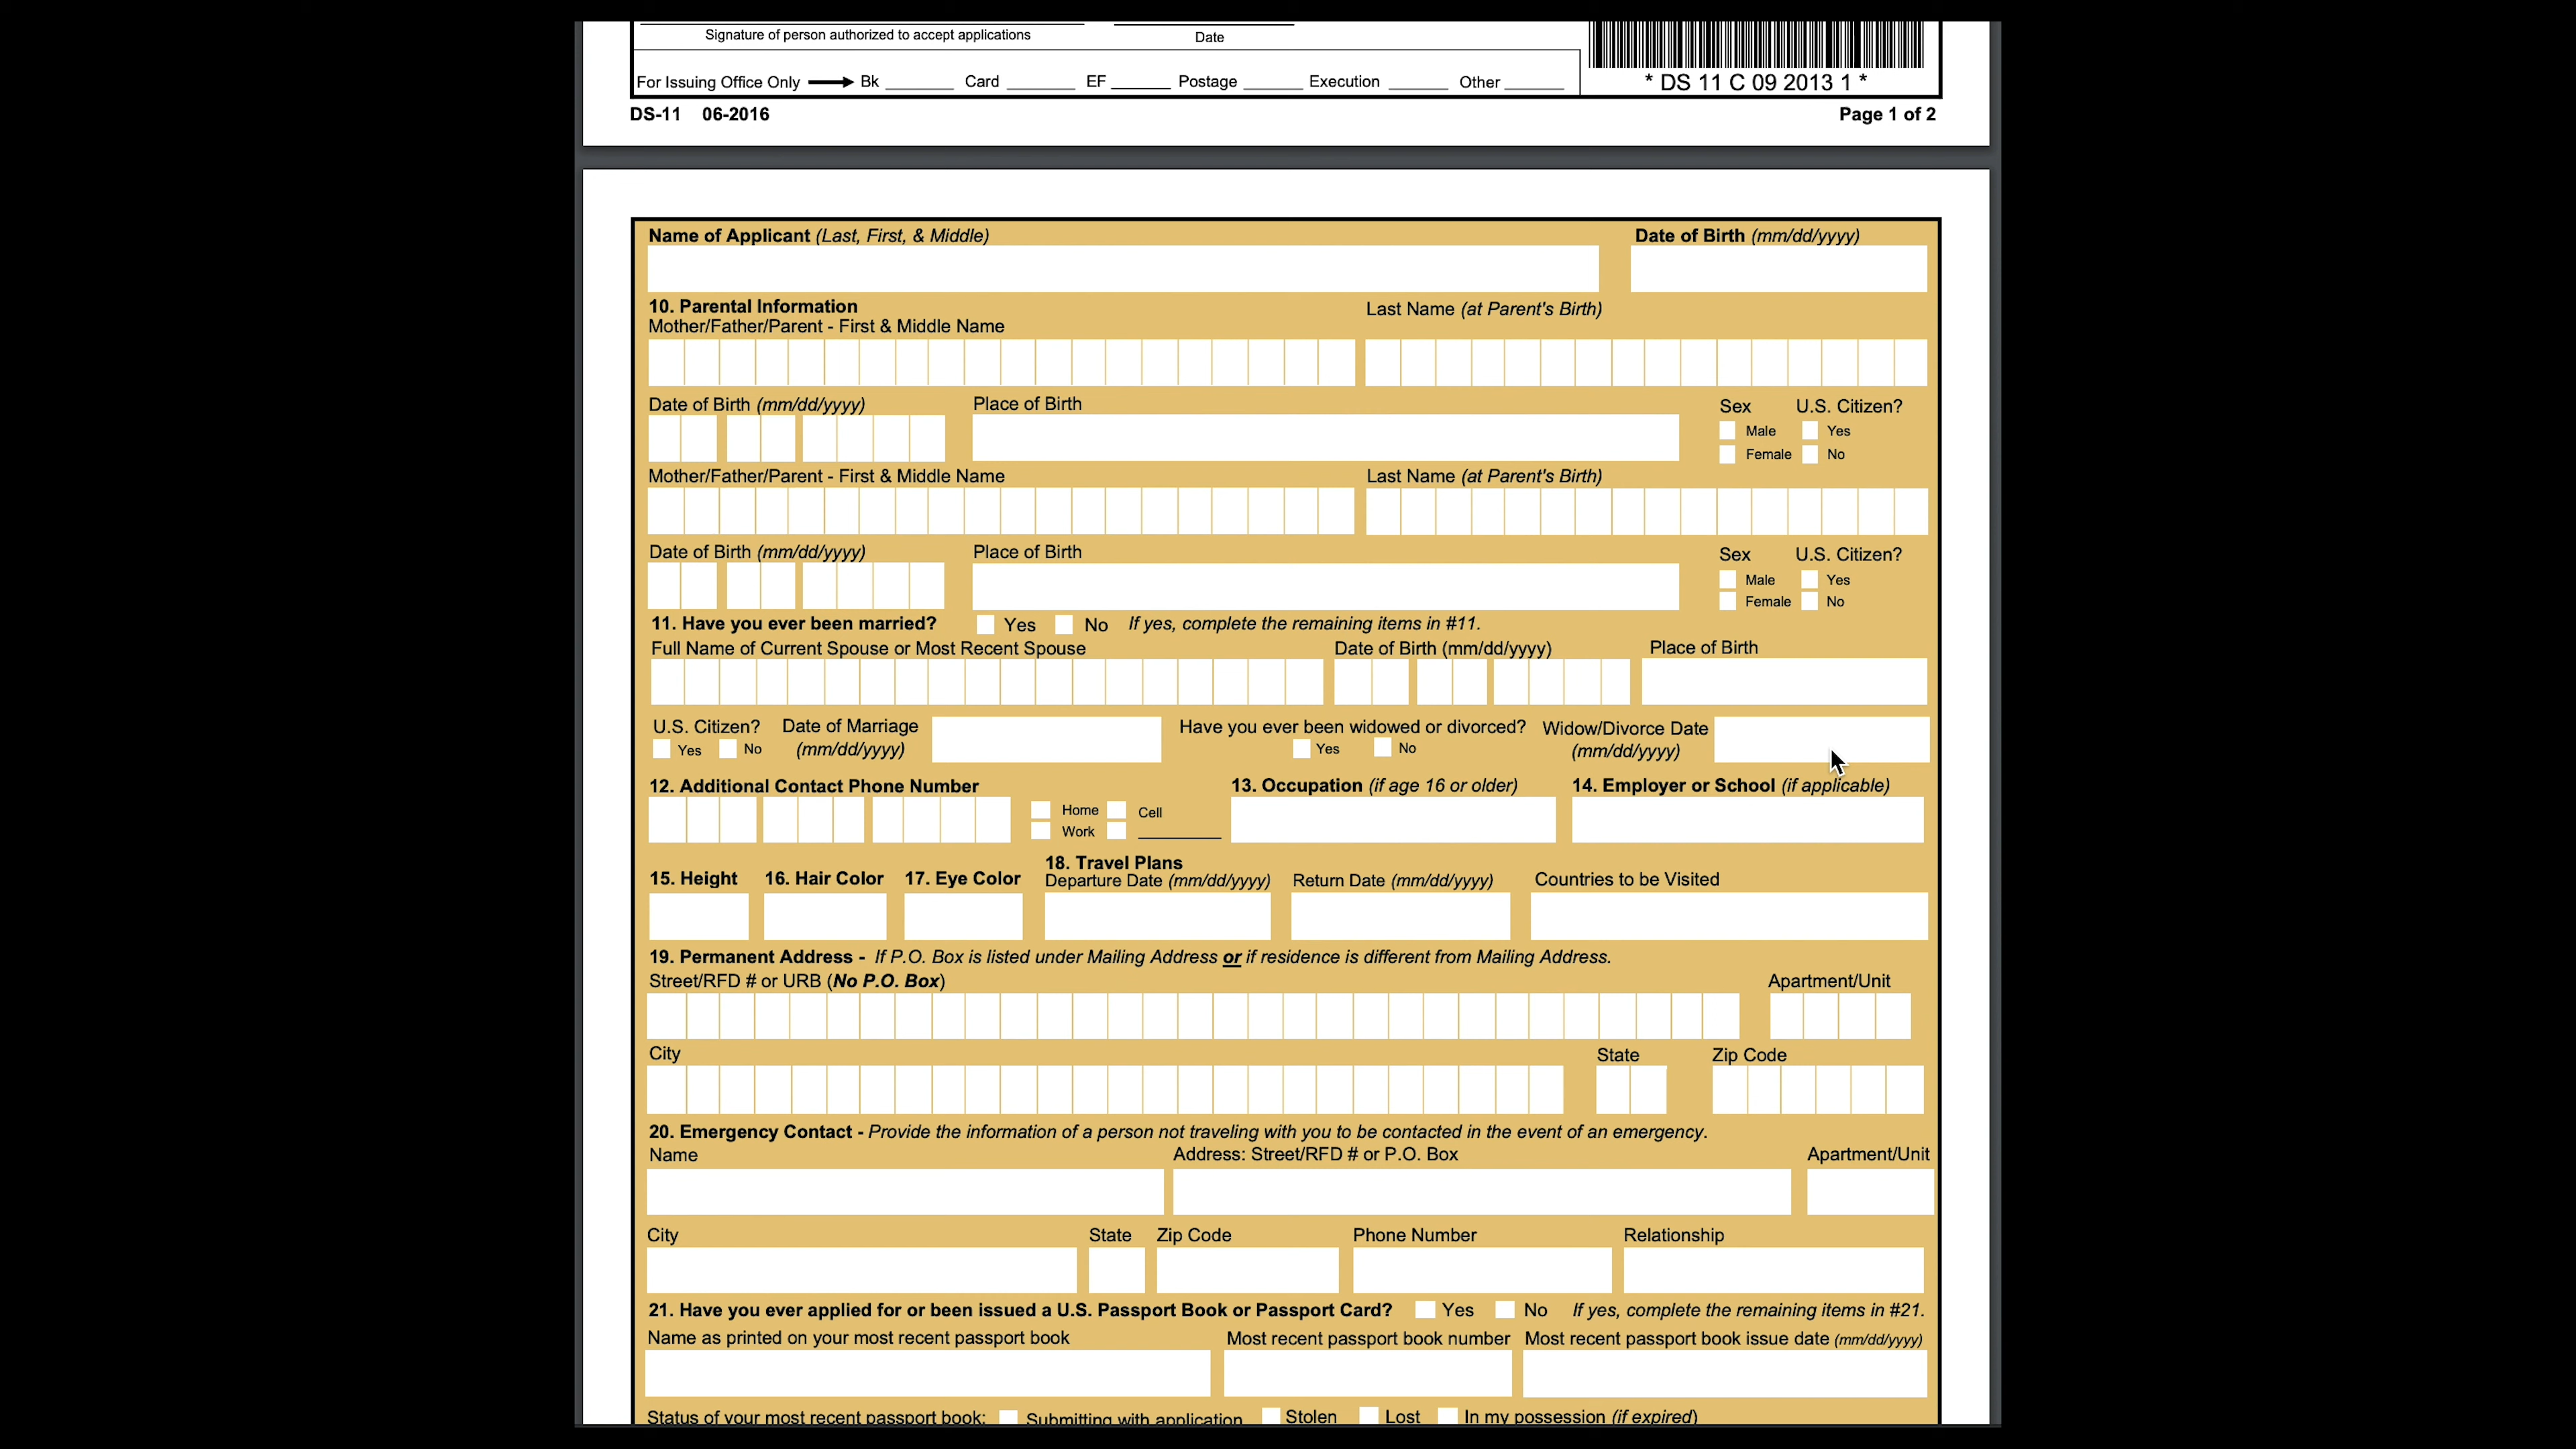 Signature of person authorized to accept applications Date
For Issuing Office Only Bk Card EF Postage Execution Other
* DS 11 C 09 2013 1 *
DS-11 06-2016 Page 1 of 2
Name of Applicant (Last, First, & Middle) Date of Birth (mm/dd/yyyy)
10. Parental Information
Mother/Father/Parent - First & Middle Name Last Name (at Parent's Birth)
Date of Birth (mm/dd/yyyy) Place of Birth Sex U.S. Citizen?
Male Yes
Female No
Mother/Father/Parent - First & Middle Name Last Name (at Parent's Birth)
Date of Birth (mm/dd/yyyy) Place of Birth Sex U.S. Citizen?
Male Yes
Female No
11. Have you ever been married? Yes No If yes, complete the remaining items in #11.
Full Name of Current Spouse or Most Recent Spouse Date of Birth (mm/dd/yyyy) Place of Birth
U.S. Citizen? Date of Marriage Have you ever been widowed or divorced? Widow/Divorce Date
Yes No (mm/dd/yyyy) Yes No (mm/dd/yyyy)
12. Additional Contact Phone Number 13. Occupation (if age 16 or older) 14. Employer or School (if applicable)
Home Cell
Work
18. Travel Plans
15. Height 16. Hair Color 17. Eye Color Departure Date (mm/dd/yyyy) Return Date (mm/dd/yyyy) Countries to be Visited
19. Permanent Address - If P.O. Box is listed under Mailing Address or if residence is different from Mailing Address.
Street/RFD # or URB (No P.O. Box) Apartment/Unit
City State Zip Code
20. Emergency Contact - Provide the information of a person not traveling with you to be contacted in the event of an emergency.
Name Address: Street/RFD # or P.O. Box Apartment/Unit
City State Zip Code Phone Number Relationship
21. Have you ever applied for or been issued a U.S. Passport Book or Passport Card? Yes No If yes, complete the remaining items in #21.
Name as printed on your most recent passport book Most recent passport book number Most recent passport book issue date (mm/dd/yyyy)
Status of your most recent passport book: Submitting with application Stolen Lost In my possession (if expired)